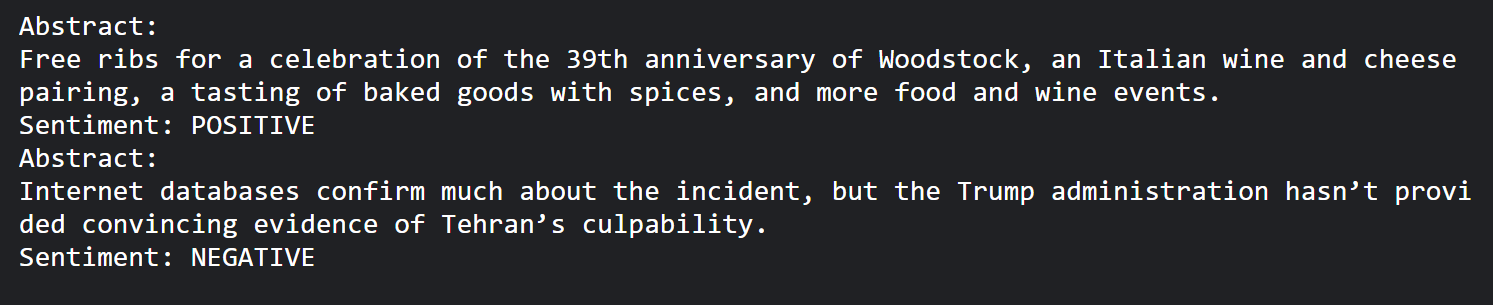 Abstract:
Free ribs for a celebration of the 39th anniversary of Woodstock, an Italian wine and cheese
pairing, a tasting of baked goods with spices, and more food and wine events.
Sentiment: POSITIVE
Abstract:
Internet databases confirm much about the incident, but the Trump administration hasn’t provi
ded convincing evidence of Tehran’s culpability.
Sentiment: NEGATIVE